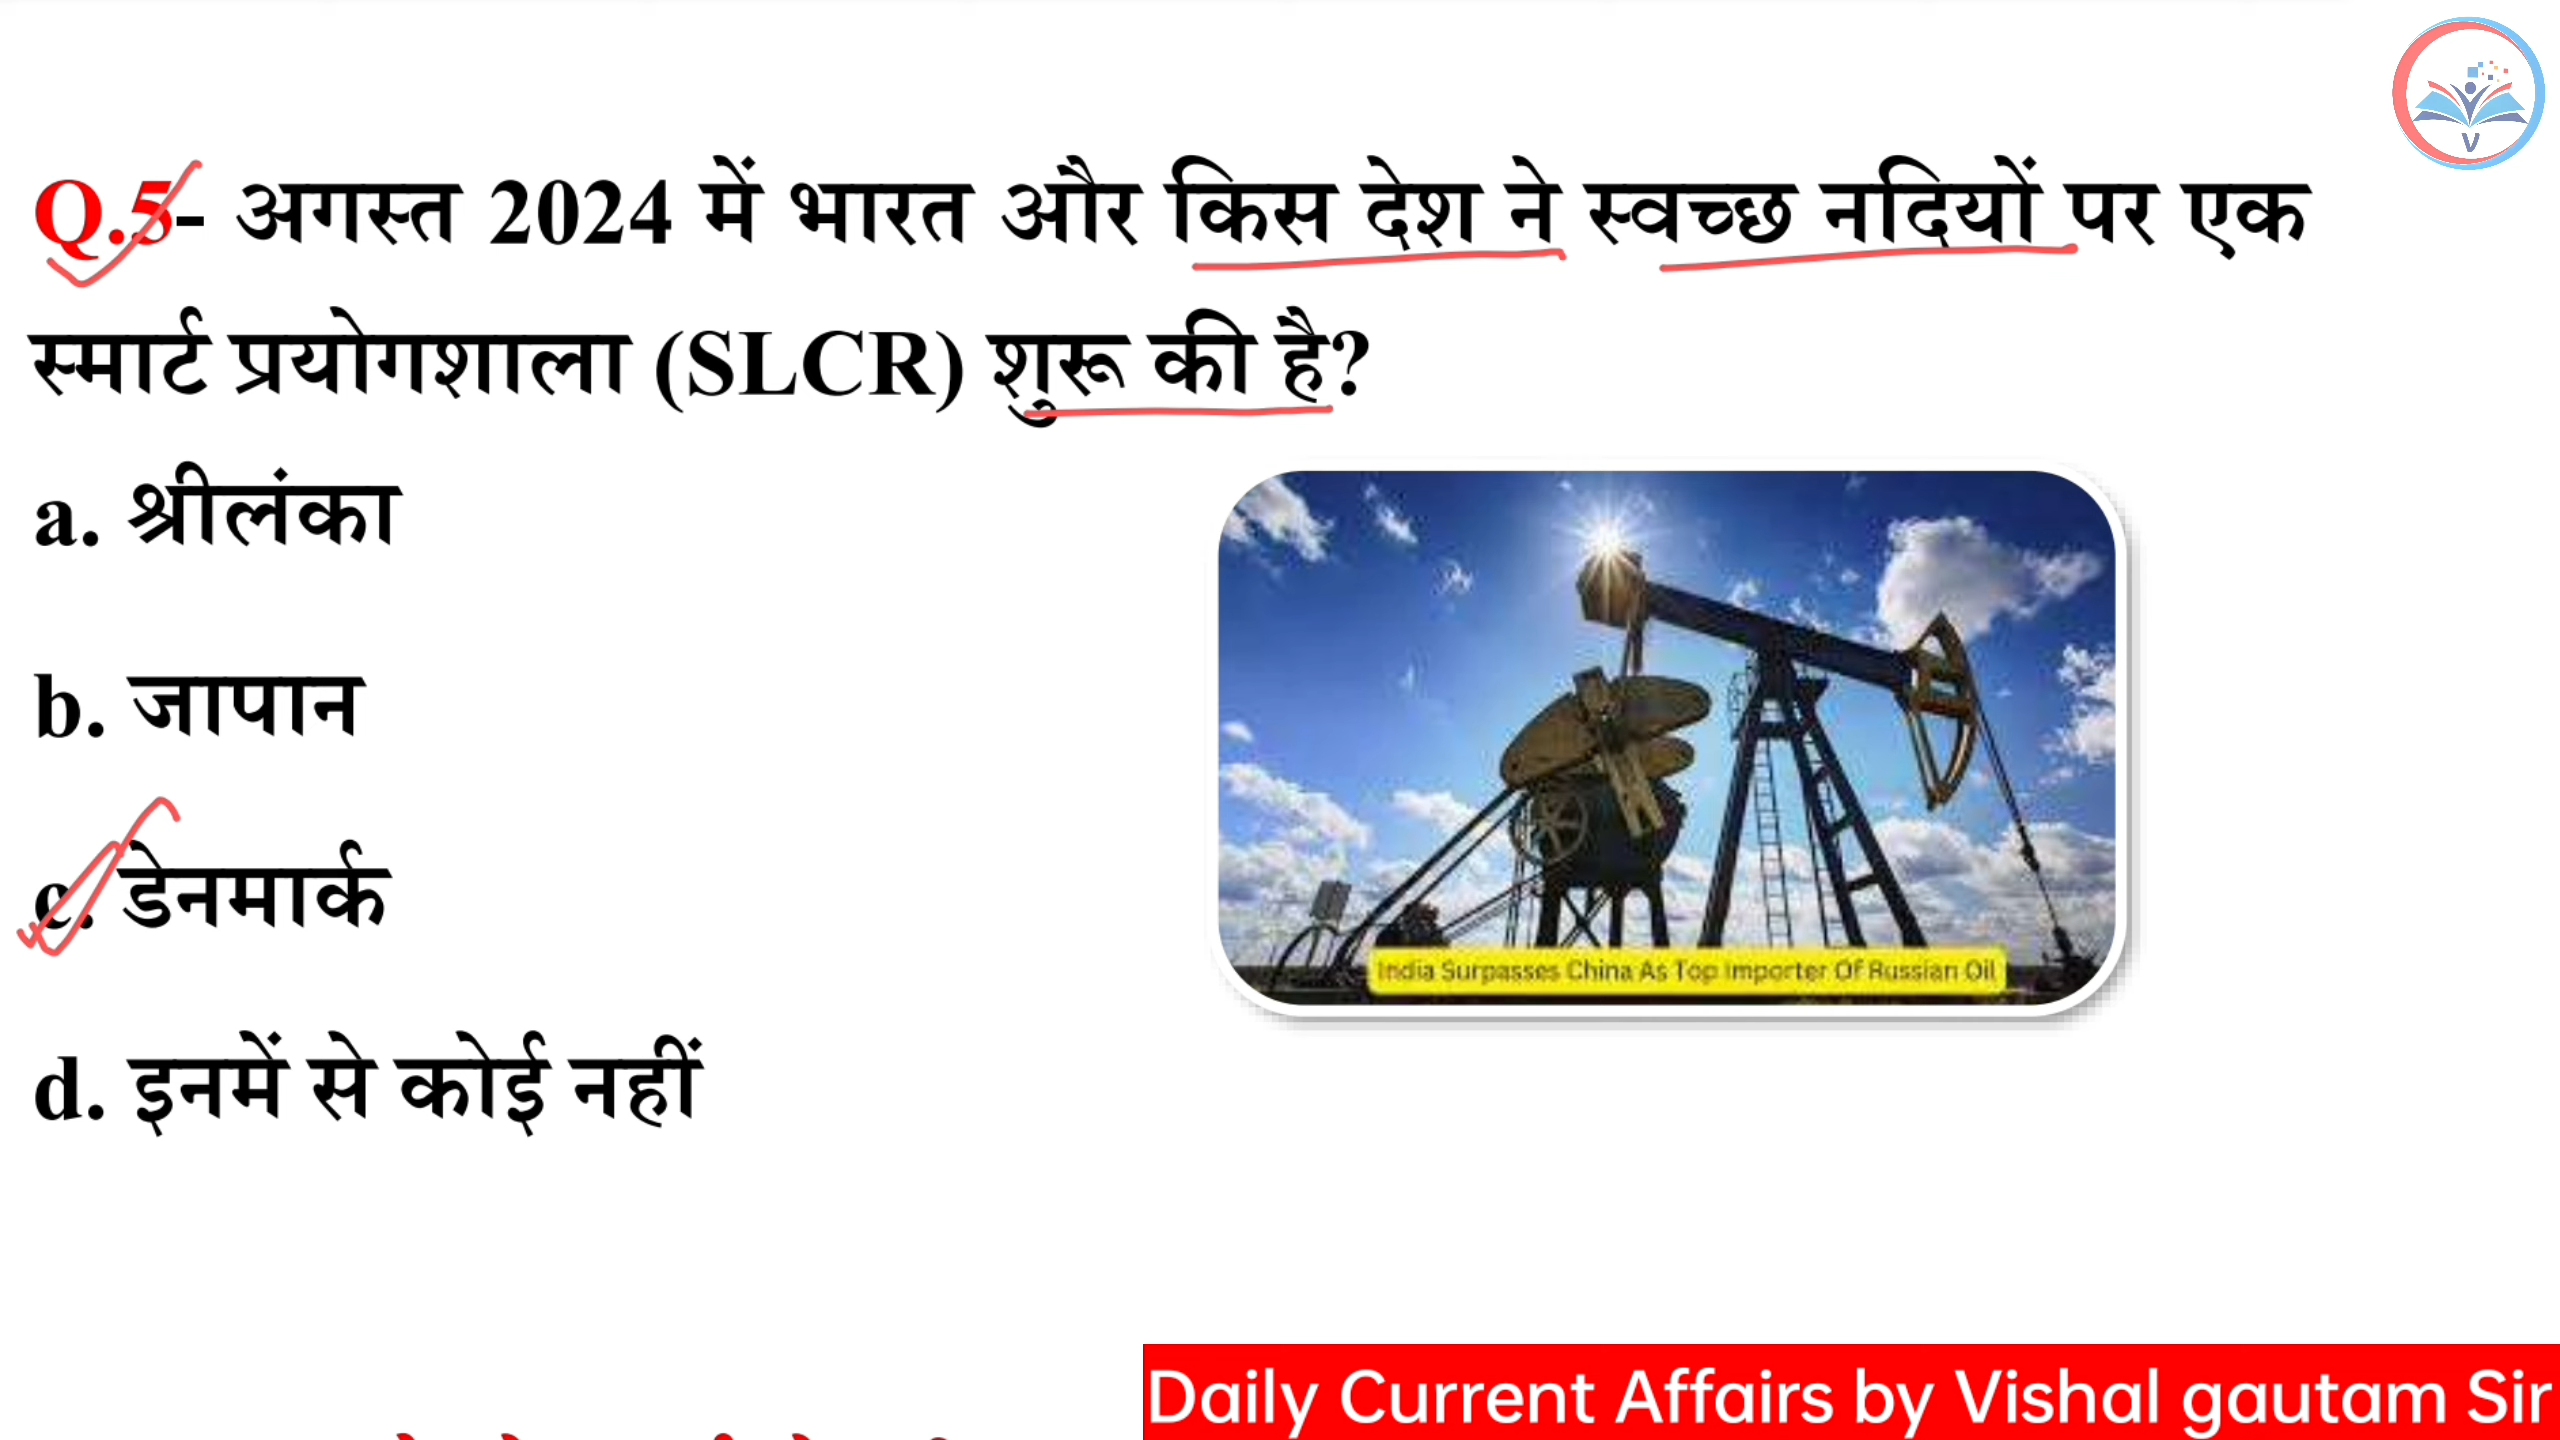 Q.5- अगस्त 2024 में भारत और किस देश ने स्वच्छ नदियों पर एक
स्मार्ट प्रयोगशाला (SLCR) शुरू की है?
a. श्रीलंका
b. जापान
c. डेनमार्क
d. इनमें से कोई नहीं
India Surpasses China As Top Importer Of Russian Oil
Daily Current Affairs by Vishal gautam Sir
V